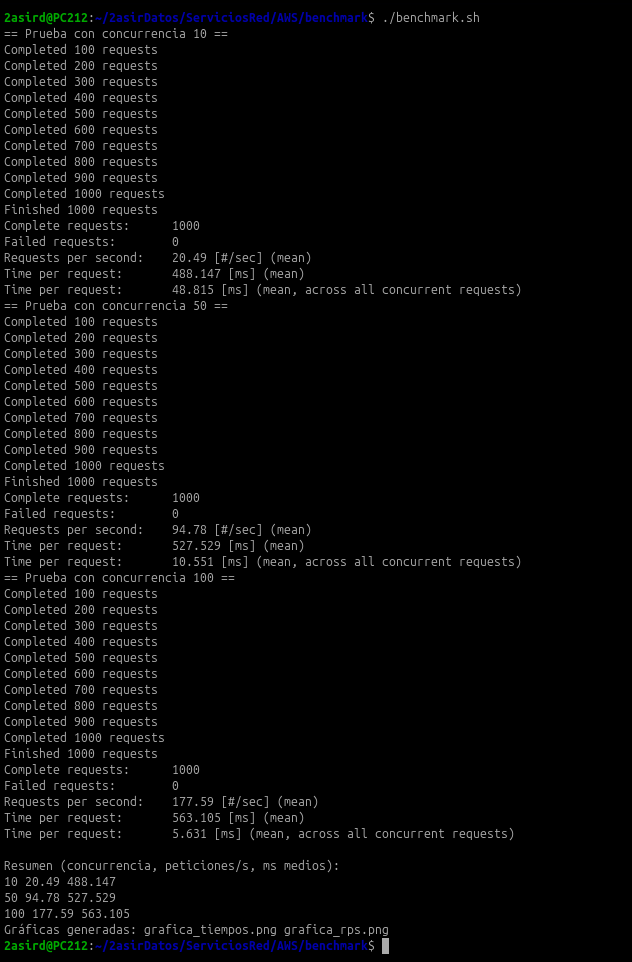 2asird@PC212:~/2asirDatos/ServiciosRed/AWS/benchmark$ ./benchmark.sh
== Prueba con concurrencia 10 ==
Completed 100 requests
Completed 200 requests
Completed 300 requests
Completed 400 requests
Completed 500 requests
Completed 600 requests
Completed 700 requests
Completed 800 requests
Completed 900 requests
Completed 1000 requests
Finished 1000 requests
Complete requests:      1000
Failed requests:        0
Requests per second:    20.49 [#/sec] (mean)
Time per request:       488.147 [ms] (mean)
Time per request:       48.815 [ms] (mean, across all concurrent requests)
== Prueba con concurrencia 50 ==
Completed 100 requests
Completed 200 requests
Completed 300 requests
Completed 400 requests
Completed 500 requests
Completed 600 requests
Completed 700 requests
Completed 800 requests
Completed 900 requests
Completed 1000 requests
Finished 1000 requests
Complete requests:      1000
Failed requests:        0
Requests per second:    94.78 [#/sec] (mean)
Time per request:       527.529 [ms] (mean)
Time per request:       10.551 [ms] (mean, across all concurrent requests)
== Prueba con concurrencia 100 ==
Completed 100 requests
Completed 200 requests
Completed 300 requests
Completed 400 requests
Completed 500 requests
Completed 600 requests
Completed 700 requests
Completed 800 requests
Completed 900 requests
Completed 1000 requests
Finished 1000 requests
Complete requests:      1000
Failed requests:        0
Requests per second:    177.59 [#/sec] (mean)
Time per request:       563.105 [ms] (mean)
Time per request:       5.631 [ms] (mean, across all concurrent requests)

Resumen (concurrencia, peticiones/s, ms medios):
10 20.49 488.147
50 94.78 527.529
100 177.59 563.105
Gráficas generadas: grafica_tiempos.png grafica_rps.png
2asird@PC212:~/2asirDatos/ServiciosRed/AWS/benchmark$